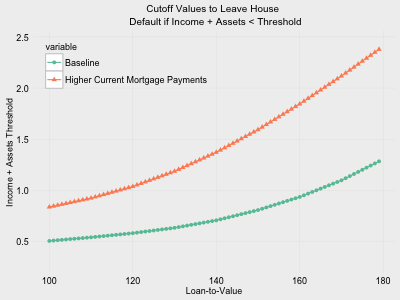 Cutoff Values to Leave House
Default if Income + Assets < Threshold
variable
Baseline
Higher Current Mortgage Payments
Income + Assets Threshold
2.5
2.0
1.5
1.0
0.5
100 120 140 160 180
Loan-to-Value